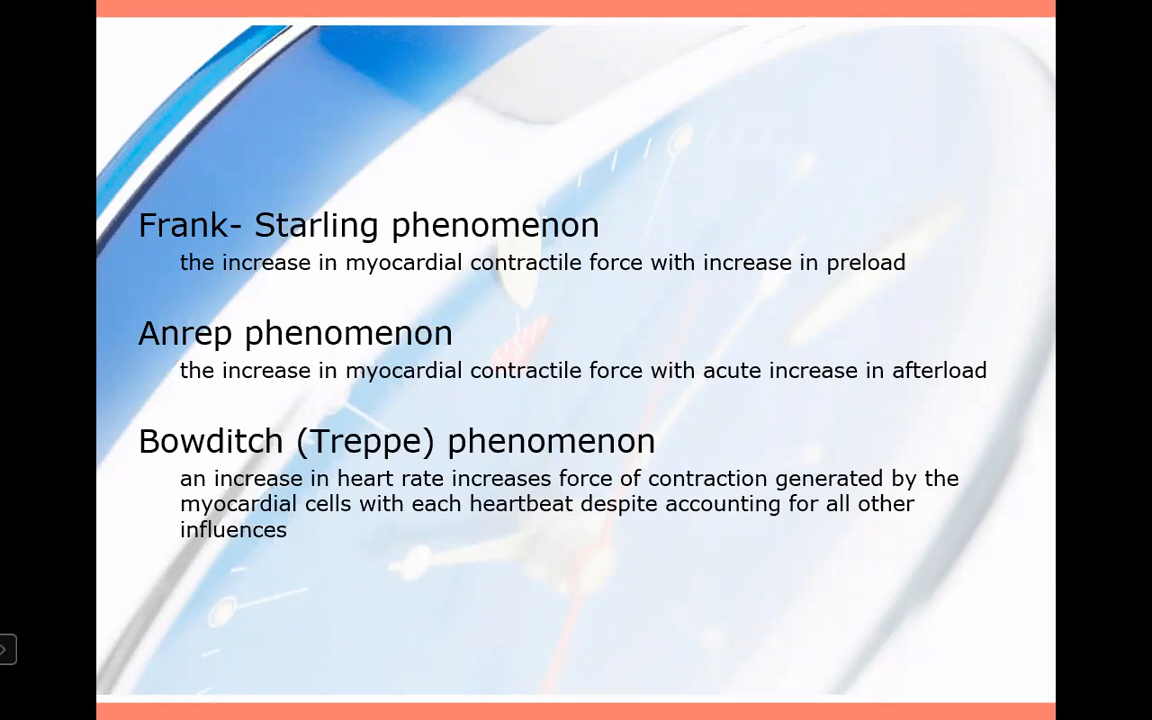 Frank- Starling phenomenon
the increase in myocardial contractile force with increase in preload
Anrep phenomenon
the increase in myocardial contractile force with acute increase in afterload
Bowditch (Treppe) phenomenon
an increase in heart rate increases force of contraction generated by the
myocardial cells with each heartbeat despite accounting for all other
influences